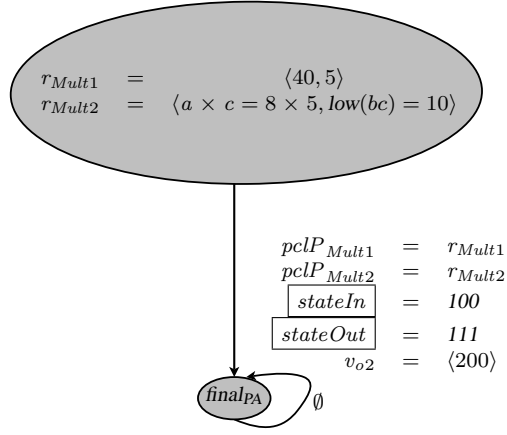 r_{Mult1} = ⟨40, 5⟩
r_{Mult2} = ⟨a × c = 8 × 5, low(bc) = 10⟩
pclP_{Mult1} = r_{Mult1}
pclP_{Mult2} = r_{Mult2}
stateIn = 100
stateOut = 111
v_{o2} = ⟨200⟩
final_{PA}
∅